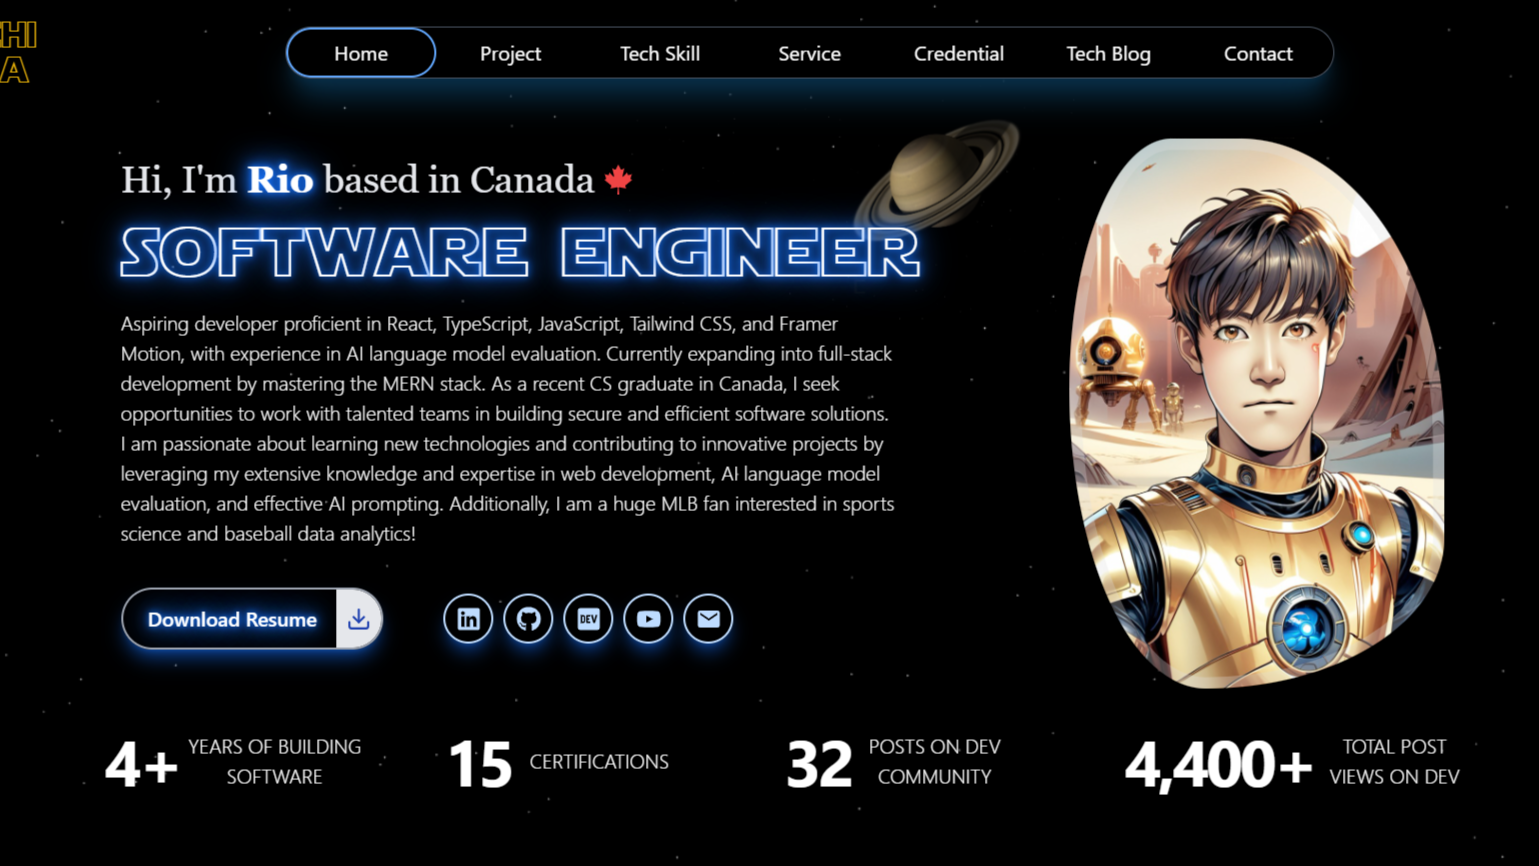 HI
A
Home
Project
Tech Skill
Service
Credential
Tech Blog
Contact
Hi, I'm Rio based in Canada
SOFTWARE ENGINEER
Aspiring developer proficient in React, TypeScript, JavaScript, Tailwind CSS, and Framer
Motion, with experience in AI language model evaluation. Currently expanding into full-stack
development by mastering the MERN stack. As a recent CS graduate in Canada, I seek
opportunities to work with talented teams in building secure and efficient software solutions.
I am passionate about learning new technologies and contributing to innovative projects by
leveraging my extensive knowledge and expertise in web development, AI language model
evaluation, and effective AI prompting. Additionally, I am a huge MLB fan interested in sports
science and baseball data analytics!
Download Resume
in
DEV
4+
YEARS OF BUILDING
SOFTWARE
15
CERTIFICATIONS
32
POSTS ON DEV
COMMUNITY
4,400+
TOTAL POST
VIEWS ON DEV